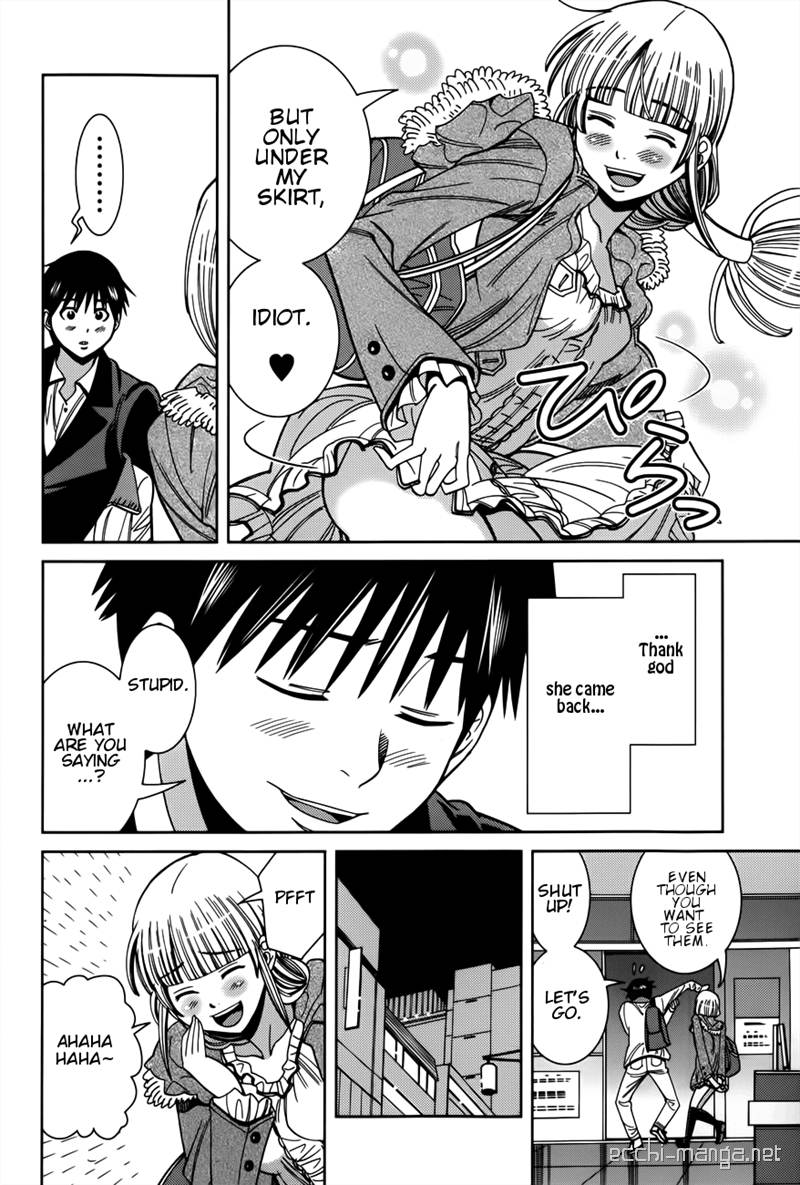 BUT
ONLY
UNDER
MY
SKIRT,
IDIOT.
♥
ぴらっ
.........
...
Thank
god
she came
back...
STUPID.
WHAT
ARE YOU
SAYING
...?
PFFT
AHAHA
HAHA~
EVEN
THOUGH
YOU
WANT
TO SEE
THEM.
SHUT
UP!
LET'S
GO.
ecchi-manga.net